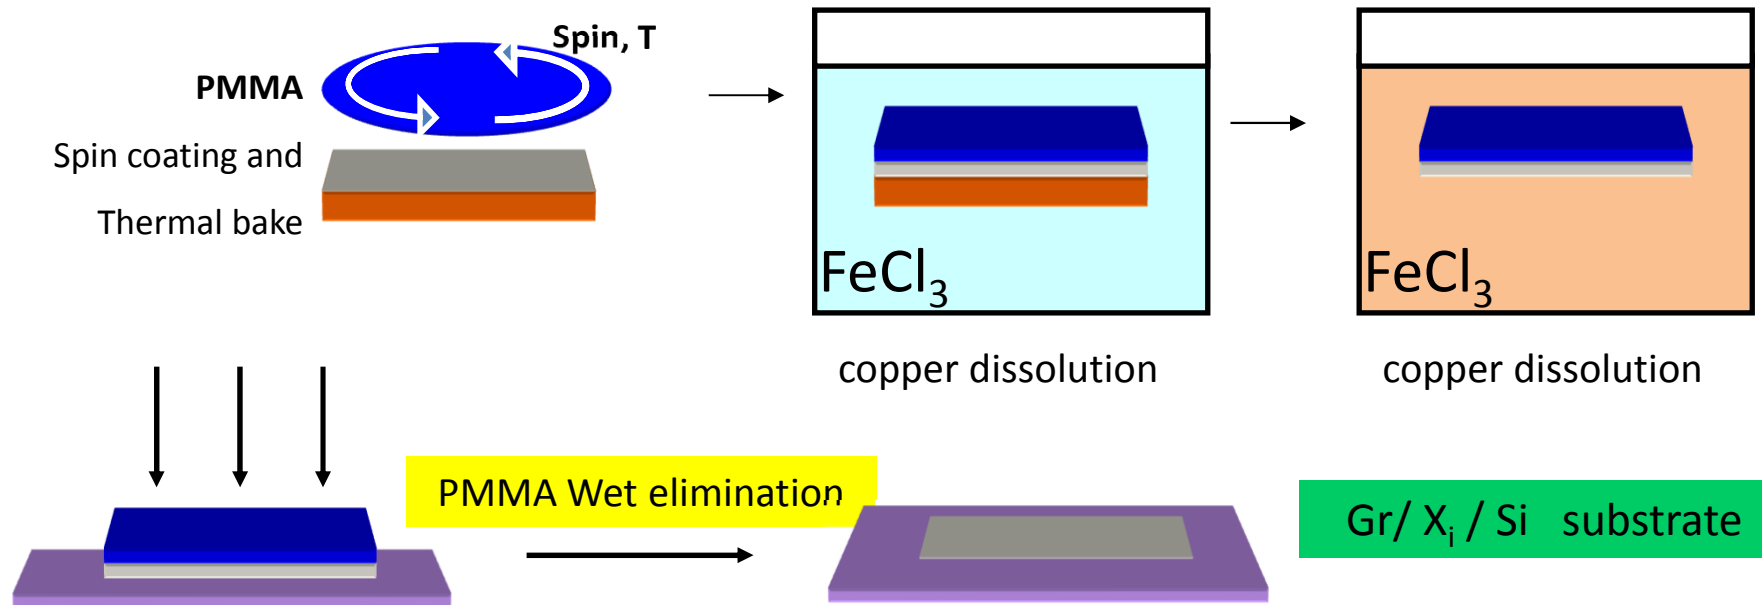 Spin, T
PMMA
Spin coating and
Thermal bake
FeCl₃
FeCl₃
copper dissolution
copper dissolution
PMMA Wet elimination
Gr/ Xᵢ / Si substrate